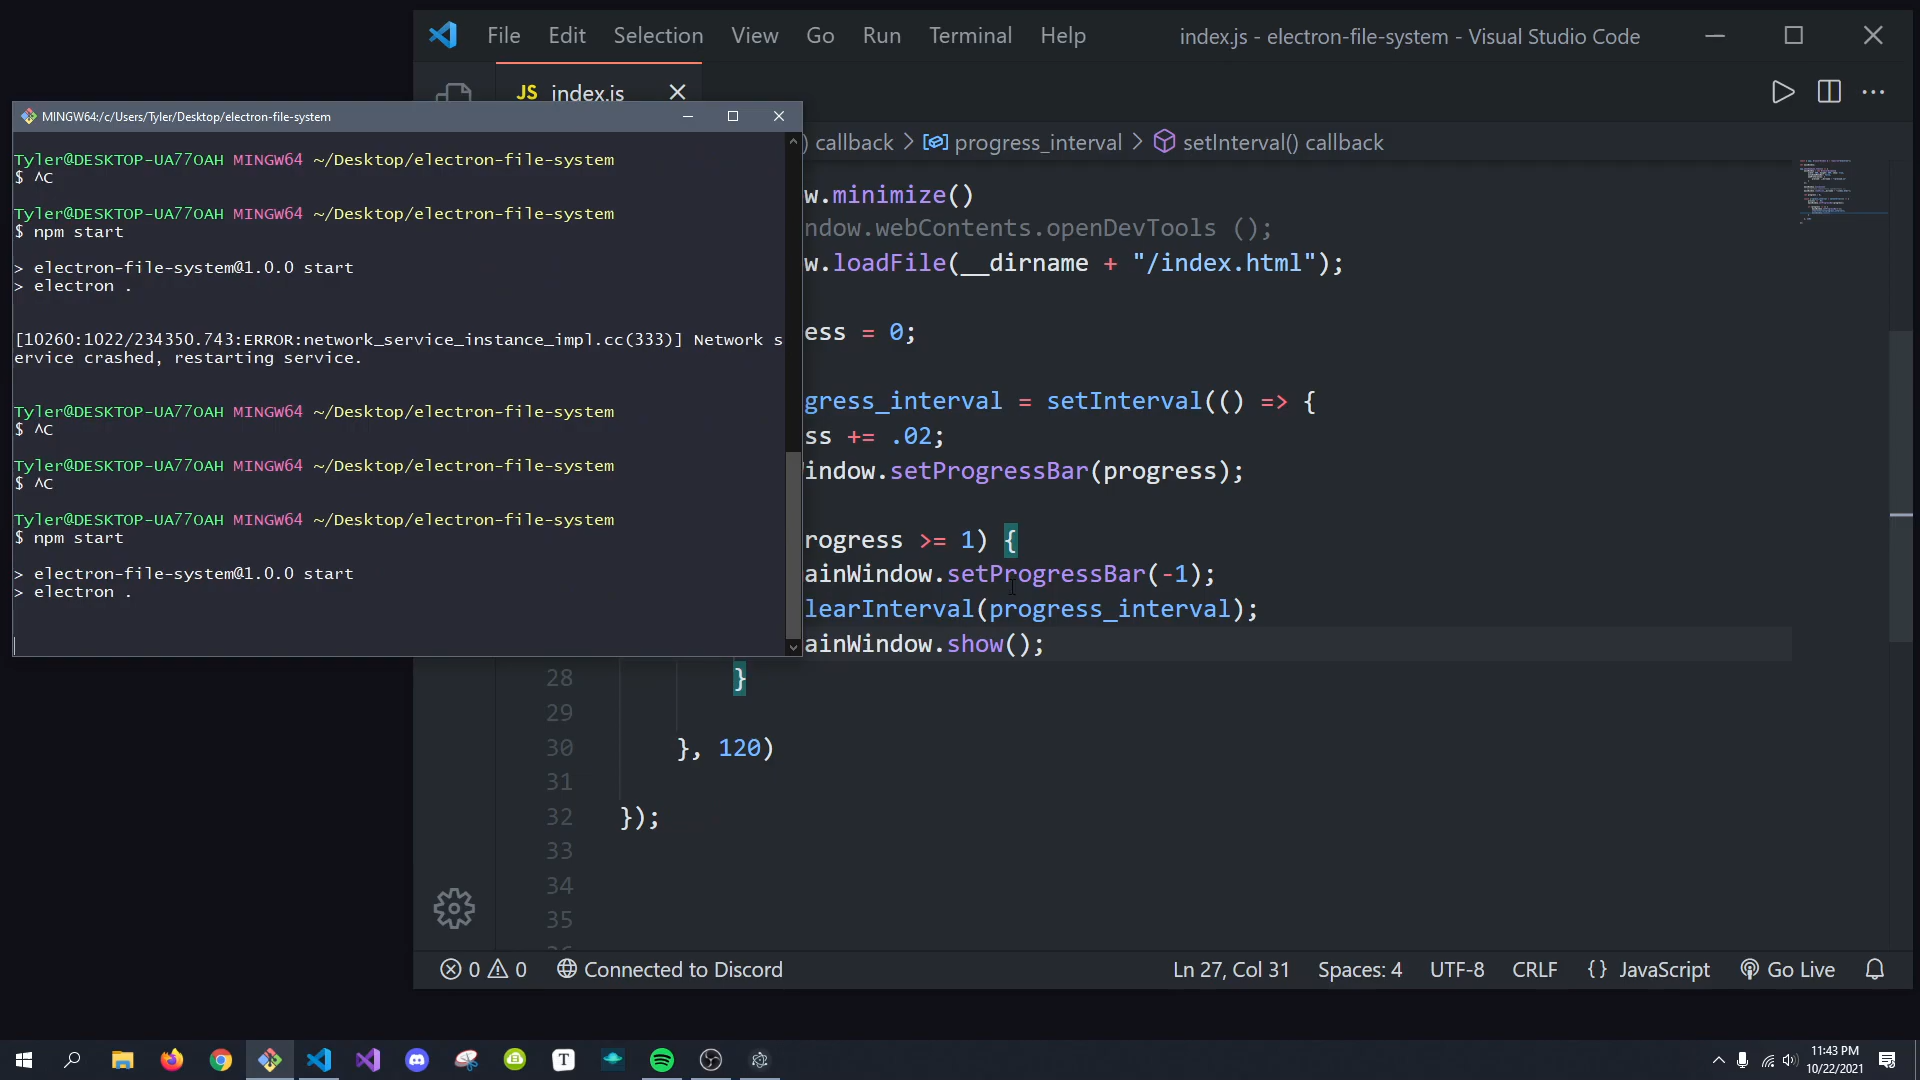 File Edit Selection View Go Run Terminal Help
index.js - electron-file-system - Visual Studio Code
JS index.js
MINGW64:/c/Users/Tyler/Desktop/electron-file-system
) callback > progress_interval > setInterval() callback
Tyler@DESKTOP-UA77OAH MINGW64 ~/Desktop/electron-file-system
$ ^C
Tyler@DESKTOP-UA77OAH MINGW64 ~/Desktop/electron-file-system
$ npm start
> electron-file-system@1.0.0 start
> electron .
[10260:1022/234350.743:ERROR:network_service_instance_impl.cc(333)] Network s
ervice crashed, restarting service.
Tyler@DESKTOP-UA77OAH MINGW64 ~/Desktop/electron-file-system
$ ^C
Tyler@DESKTOP-UA77OAH MINGW64 ~/Desktop/electron-file-system
$ ^C
Tyler@DESKTOP-UA77OAH MINGW64 ~/Desktop/electron-file-system
$ npm start
> electron-file-system@1.0.0 start
> electron .
w.minimize()
ndow.webContents.openDevTools ();
w.loadFile(__dirname + "/index.html");
ess = 0;
gress_interval = setInterval(() => {
ss += .02;
indow.setProgressBar(progress);
rogress >= 1) {
ainWindow.setProgressBar(-1);
learInterval(progress_interval);
ainWindow.show();
28 }
29
30 }, 120)
31
32 });
33
34
35
0 0 Connected to Discord
Ln 27, Col 31 Spaces: 4 UTF-8 CRLF {} JavaScript Go Live
T
11:43 PM
10/22/2021